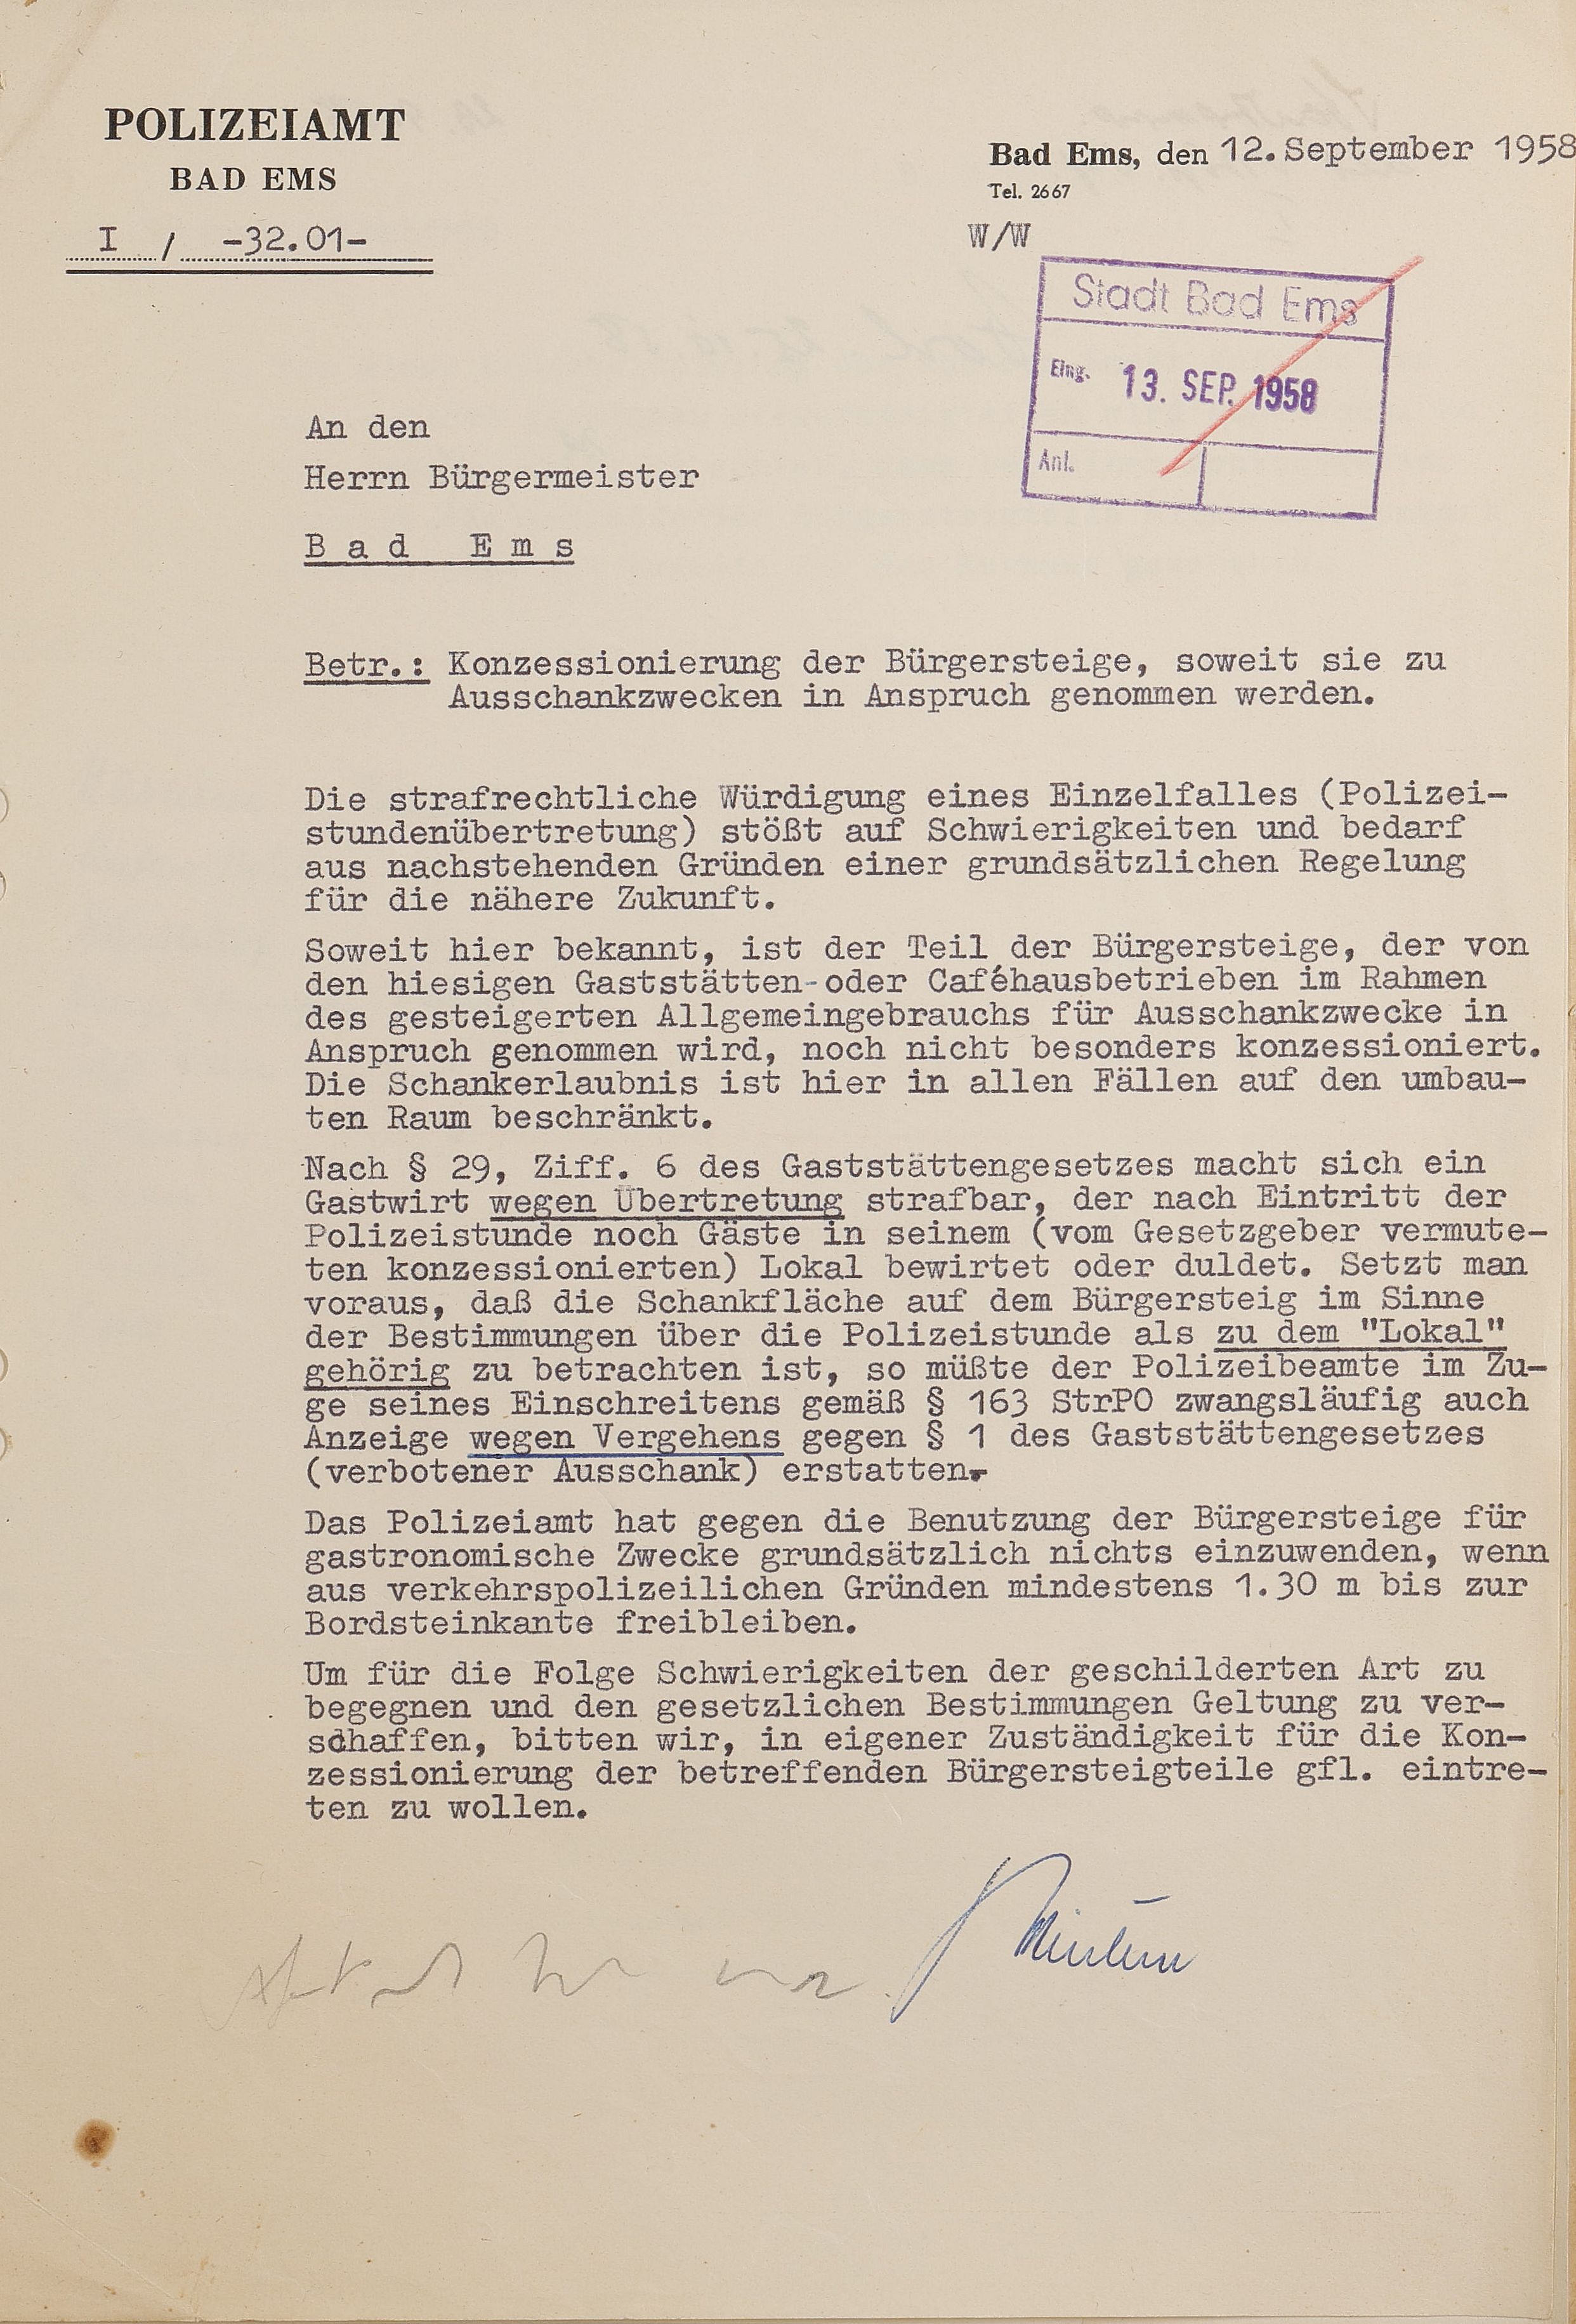 POLIZEIAMT
BAD EMS
I / -32.01-
Bad Ems, den 12.September 1958
Tel. 2667
W/W
Stadt Bad Ems
Eing. 13. SEP. 1958
Anl.
An den
Herrn Bürgermeister
B a d   E m s
Betr.: Konzessionierung der Bürgersteige, soweit sie zu
Ausschankzwecken in Anspruch genommen werden.
Die strafrechtliche Würdigung eines Einzelfalles (Polizei-
stundenübertretung) stößt auf Schwierigkeiten und bedarf
aus nachstehenden Gründen einer grundsätzlichen Regelung
für die nähere Zukunft.
Soweit hier bekannt, ist der Teil der Bürgersteige, der von
den hiesigen Gaststätten-oder Caféhausbetrieben im Rahmen
des gesteigerten Allgemeingebrauchs für Ausschankzwecke in
Anspruch genommen wird, noch nicht besonders konzessioniert.
Die Schankerlaubnis ist hier in allen Fällen auf den umbau-
ten Raum beschränkt.
Nach § 29, Ziff. 6 des Gaststättengesetzes macht sich ein
Gastwirt wegen Übertretung strafbar, der nach Eintritt der
Polizeistunde noch Gäste in seinem (vom Gesetzgeber vermute-
ten konzessionierten) Lokal bewirtet oder duldet. Setzt man
voraus, daß die Schankfläche auf dem Bürgersteig im Sinne
der Bestimmungen über die Polizeistunde als zu dem "Lokal"
gehörig zu betrachten ist, so müßte der Polizeibeamte im Zu-
ge seines Einschreitens gemäß § 163 StrPO zwangsläufig auch
Anzeige wegen Vergehens gegen § 1 des Gaststättengesetzes
(verbotener Ausschank) erstatten.
Das Polizeiamt hat gegen die Benutzung der Bürgersteige für
gastronomische Zwecke grundsätzlich nichts einzuwenden, wenn
aus verkehrspolizeilichen Gründen mindestens 1.30 m bis zur
Bordsteinkante freibleiben.
Um für die Folge Schwierigkeiten der geschilderten Art zu
begegnen und den gesetzlichen Bestimmungen Geltung zu ver-
schaffen, bitten wir, in eigener Zuständigkeit für die Kon-
zessionierung der betreffenden Bürgersteigteile gfl. eintre-
ten zu wollen.